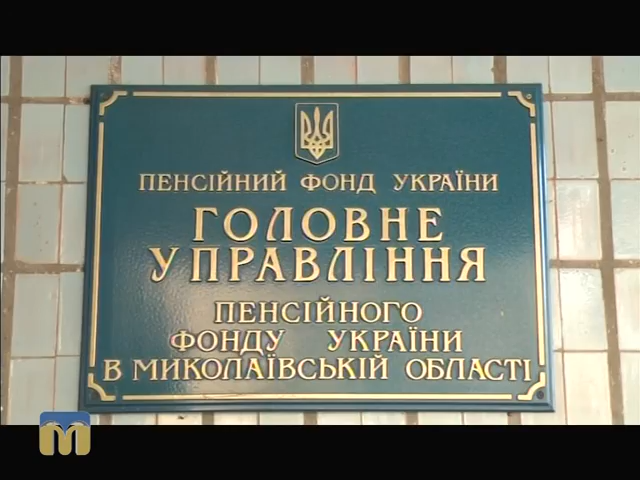 ПЕНСІЙНИЙ ФОНД УКРАЇНИ
ГОЛОВНЕ
УПРАВЛІННЯ
ПЕНСІЙНОГО
ФОНДУ УКРАЇНИ
В МИКОЛАЇВСЬКІЙ ОБЛАСТІ
М